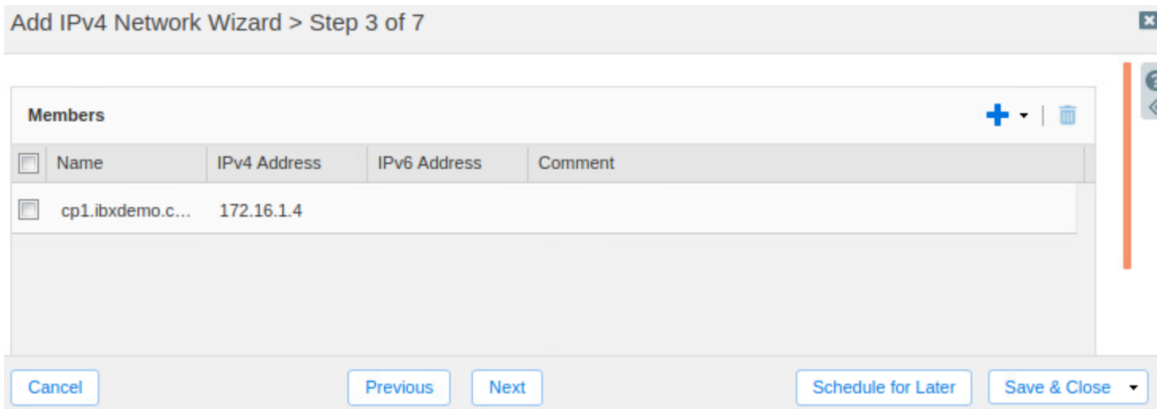 Add IPv4 Network Wizard > Step 3 of 7
Members
Name IPv4 Address IPv6 Address Comment
cp1.ibxdemo.c... 172.16.1.4
Cancel Previous Next Schedule for Later Save & Close